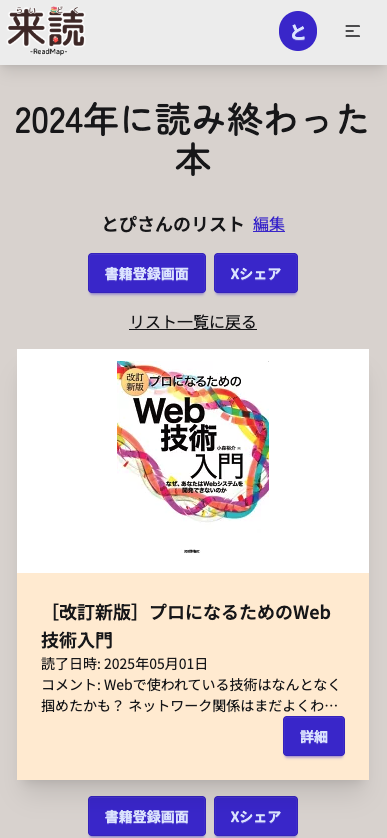 らいどく
来読
-ReadMap-
と
2024年に読み終わった
本
とぴさんのリスト 編集
書籍登録画面 Xシェア
リスト一覧に戻る
改訂
新版
プロになるための
Web
技術
小森裕介 著
入門
なぜ、あなたはWebシステムを
開発できないのか
技術評論社
［改訂新版］プロになるためのWeb
技術入門
読了日時: 2025年05月01日
コメント: Webで使われている技術はなんとなく
掴めたかも？ ネットワーク関係はまだよくわ…
詳細
書籍登録画面 Xシェア